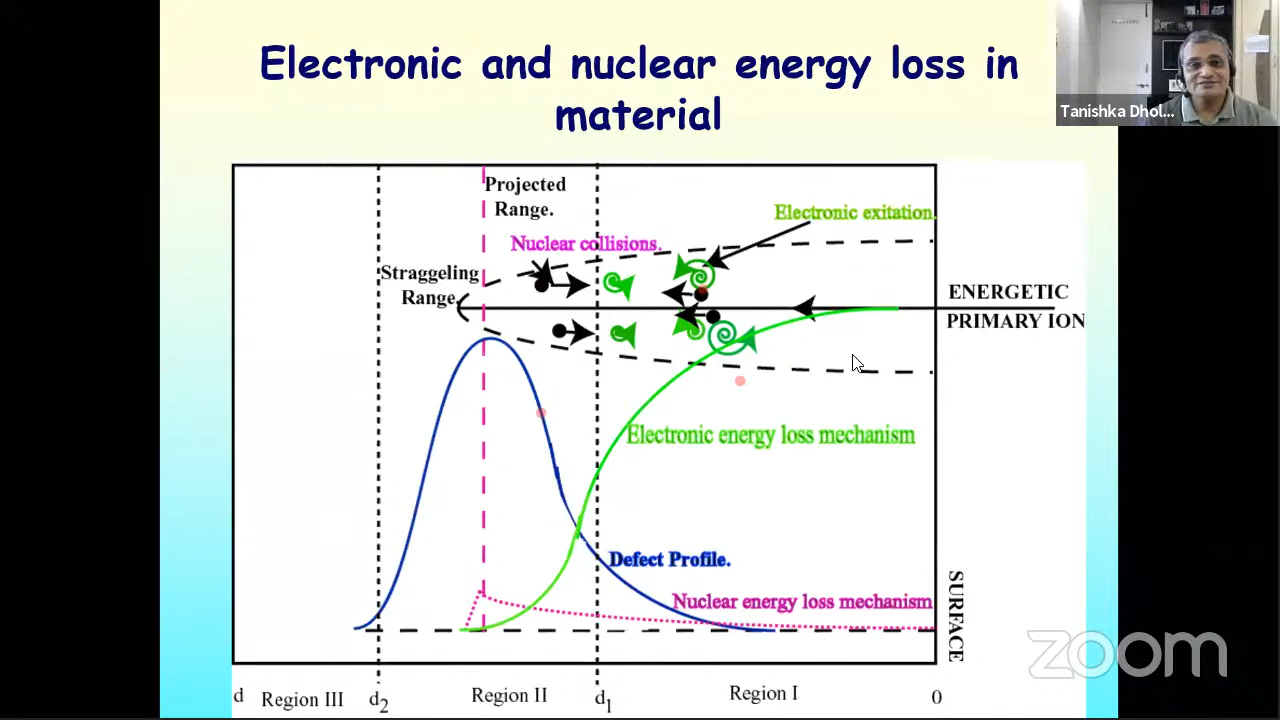 Electronic and nuclear energy loss in
material
Tanishka Dhol...
Projected
Range.
Electronic exitation.
Nuclear collisions.
Straggeling
Range.
ENERGETIC
PRIMARY ION
Electronic energy loss mechanism
Defect Profile.
Nuclear energy loss mechanism
SURFACE
zoom
d
Region III
d2
Region II
d1
Region I
0